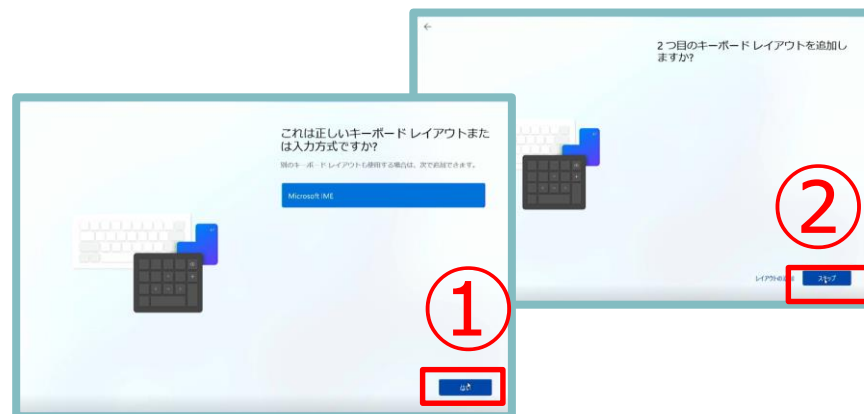 これは正しいキーボード レイアウトまた
は入力方式ですか?
別のキーボード レイアウトも使用する場合は、次で追加できます。
Microsoft IME
はい
①
←
2 つ目のキーボード レイアウトを追加し
ますか?
②
レイアウトの追加
スキップ